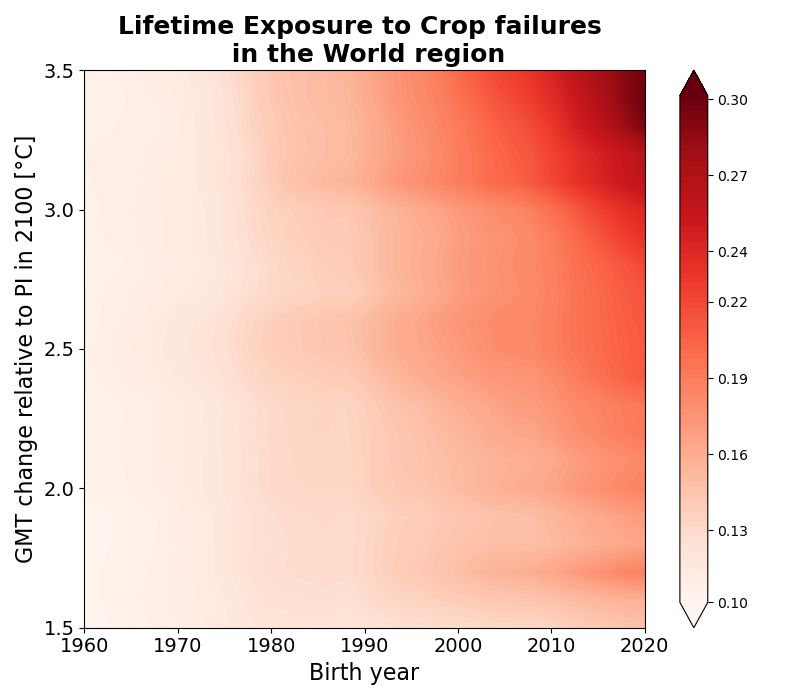 Lifetime Exposure to Crop failures
in the World region
GMT change relative to PI in 2100 [°C]
3.5
3.0
2.5
2.0
1.5
1960 1970 1980 1990 2000 2010 2020
Birth year
0.30
0.27
0.24
0.22
0.19
0.16
0.13
0.10